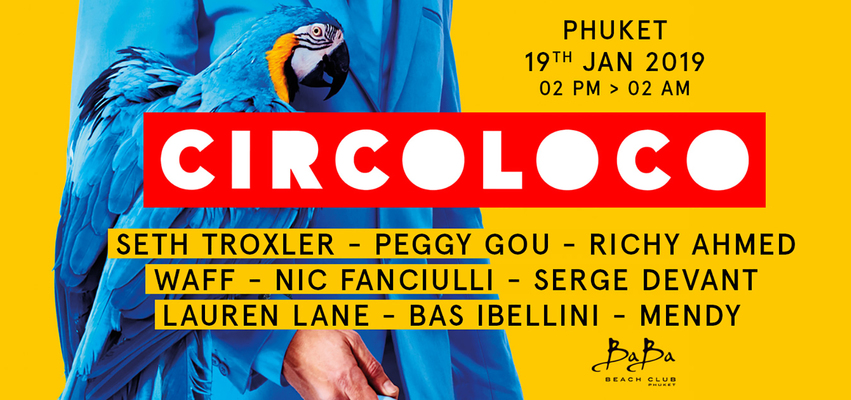 PHUKET
19TH JAN 2019
02 PM > 02 AM
CIRCOLOCO
SETH TROXLER - PEGGY GOU - RICHY AHMED
WAFF - NIC FANCIULLI - SERGE DEVANT
LAUREN LANE - BAS IBELLINI - MENDY
BaBa
BEACH CLUB
PHUKET